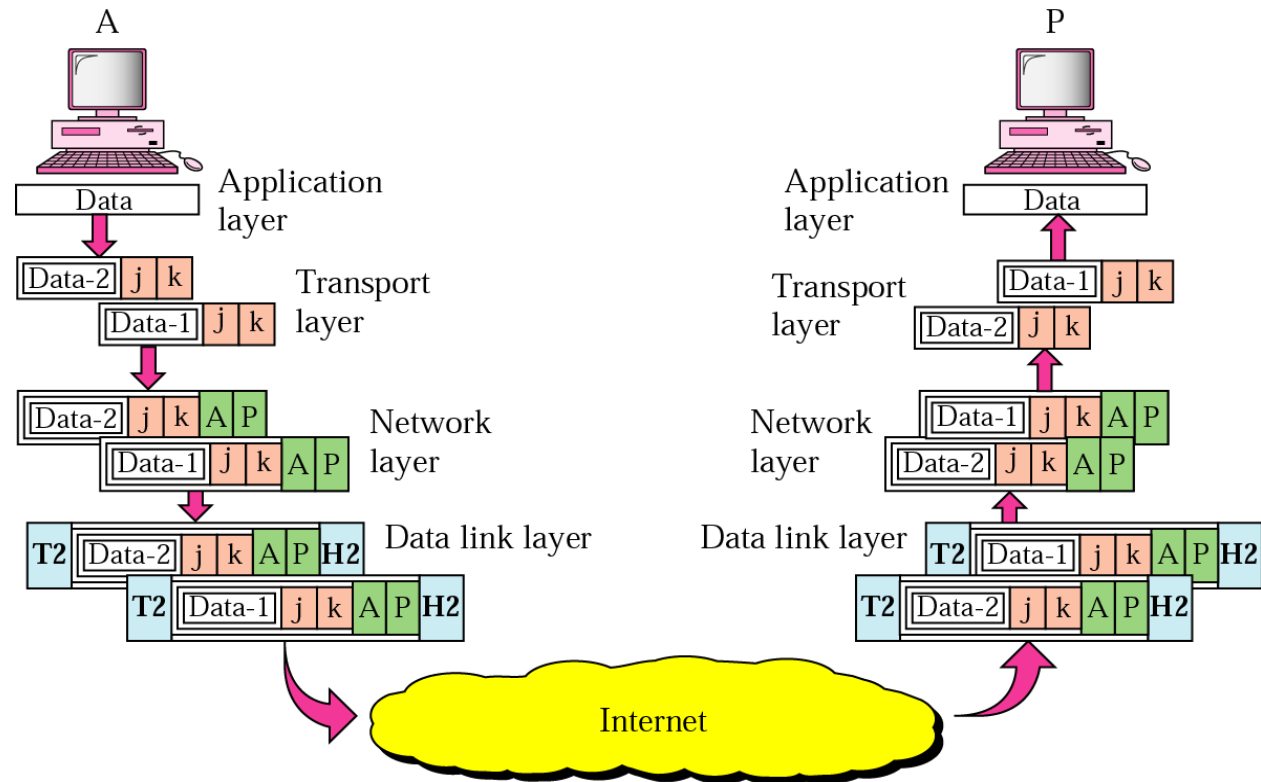 A
Data
Application
layer
Data-2 j k
Data-1 j k
Transport
layer
Data-2 j k A P
Data-1 j k A P
Network
layer
T2 Data-2 j k A P H2
T2 Data-1 j k A P H2
Data link layer
Internet
P
Application
layer
Data
Transport
layer
Data-1 j k
Data-2 j k
Network
layer
Data-1 j k A P
Data-2 j k A P
Data link layer
T2 Data-1 j k A P H2
T2 Data-2 j k A P H2